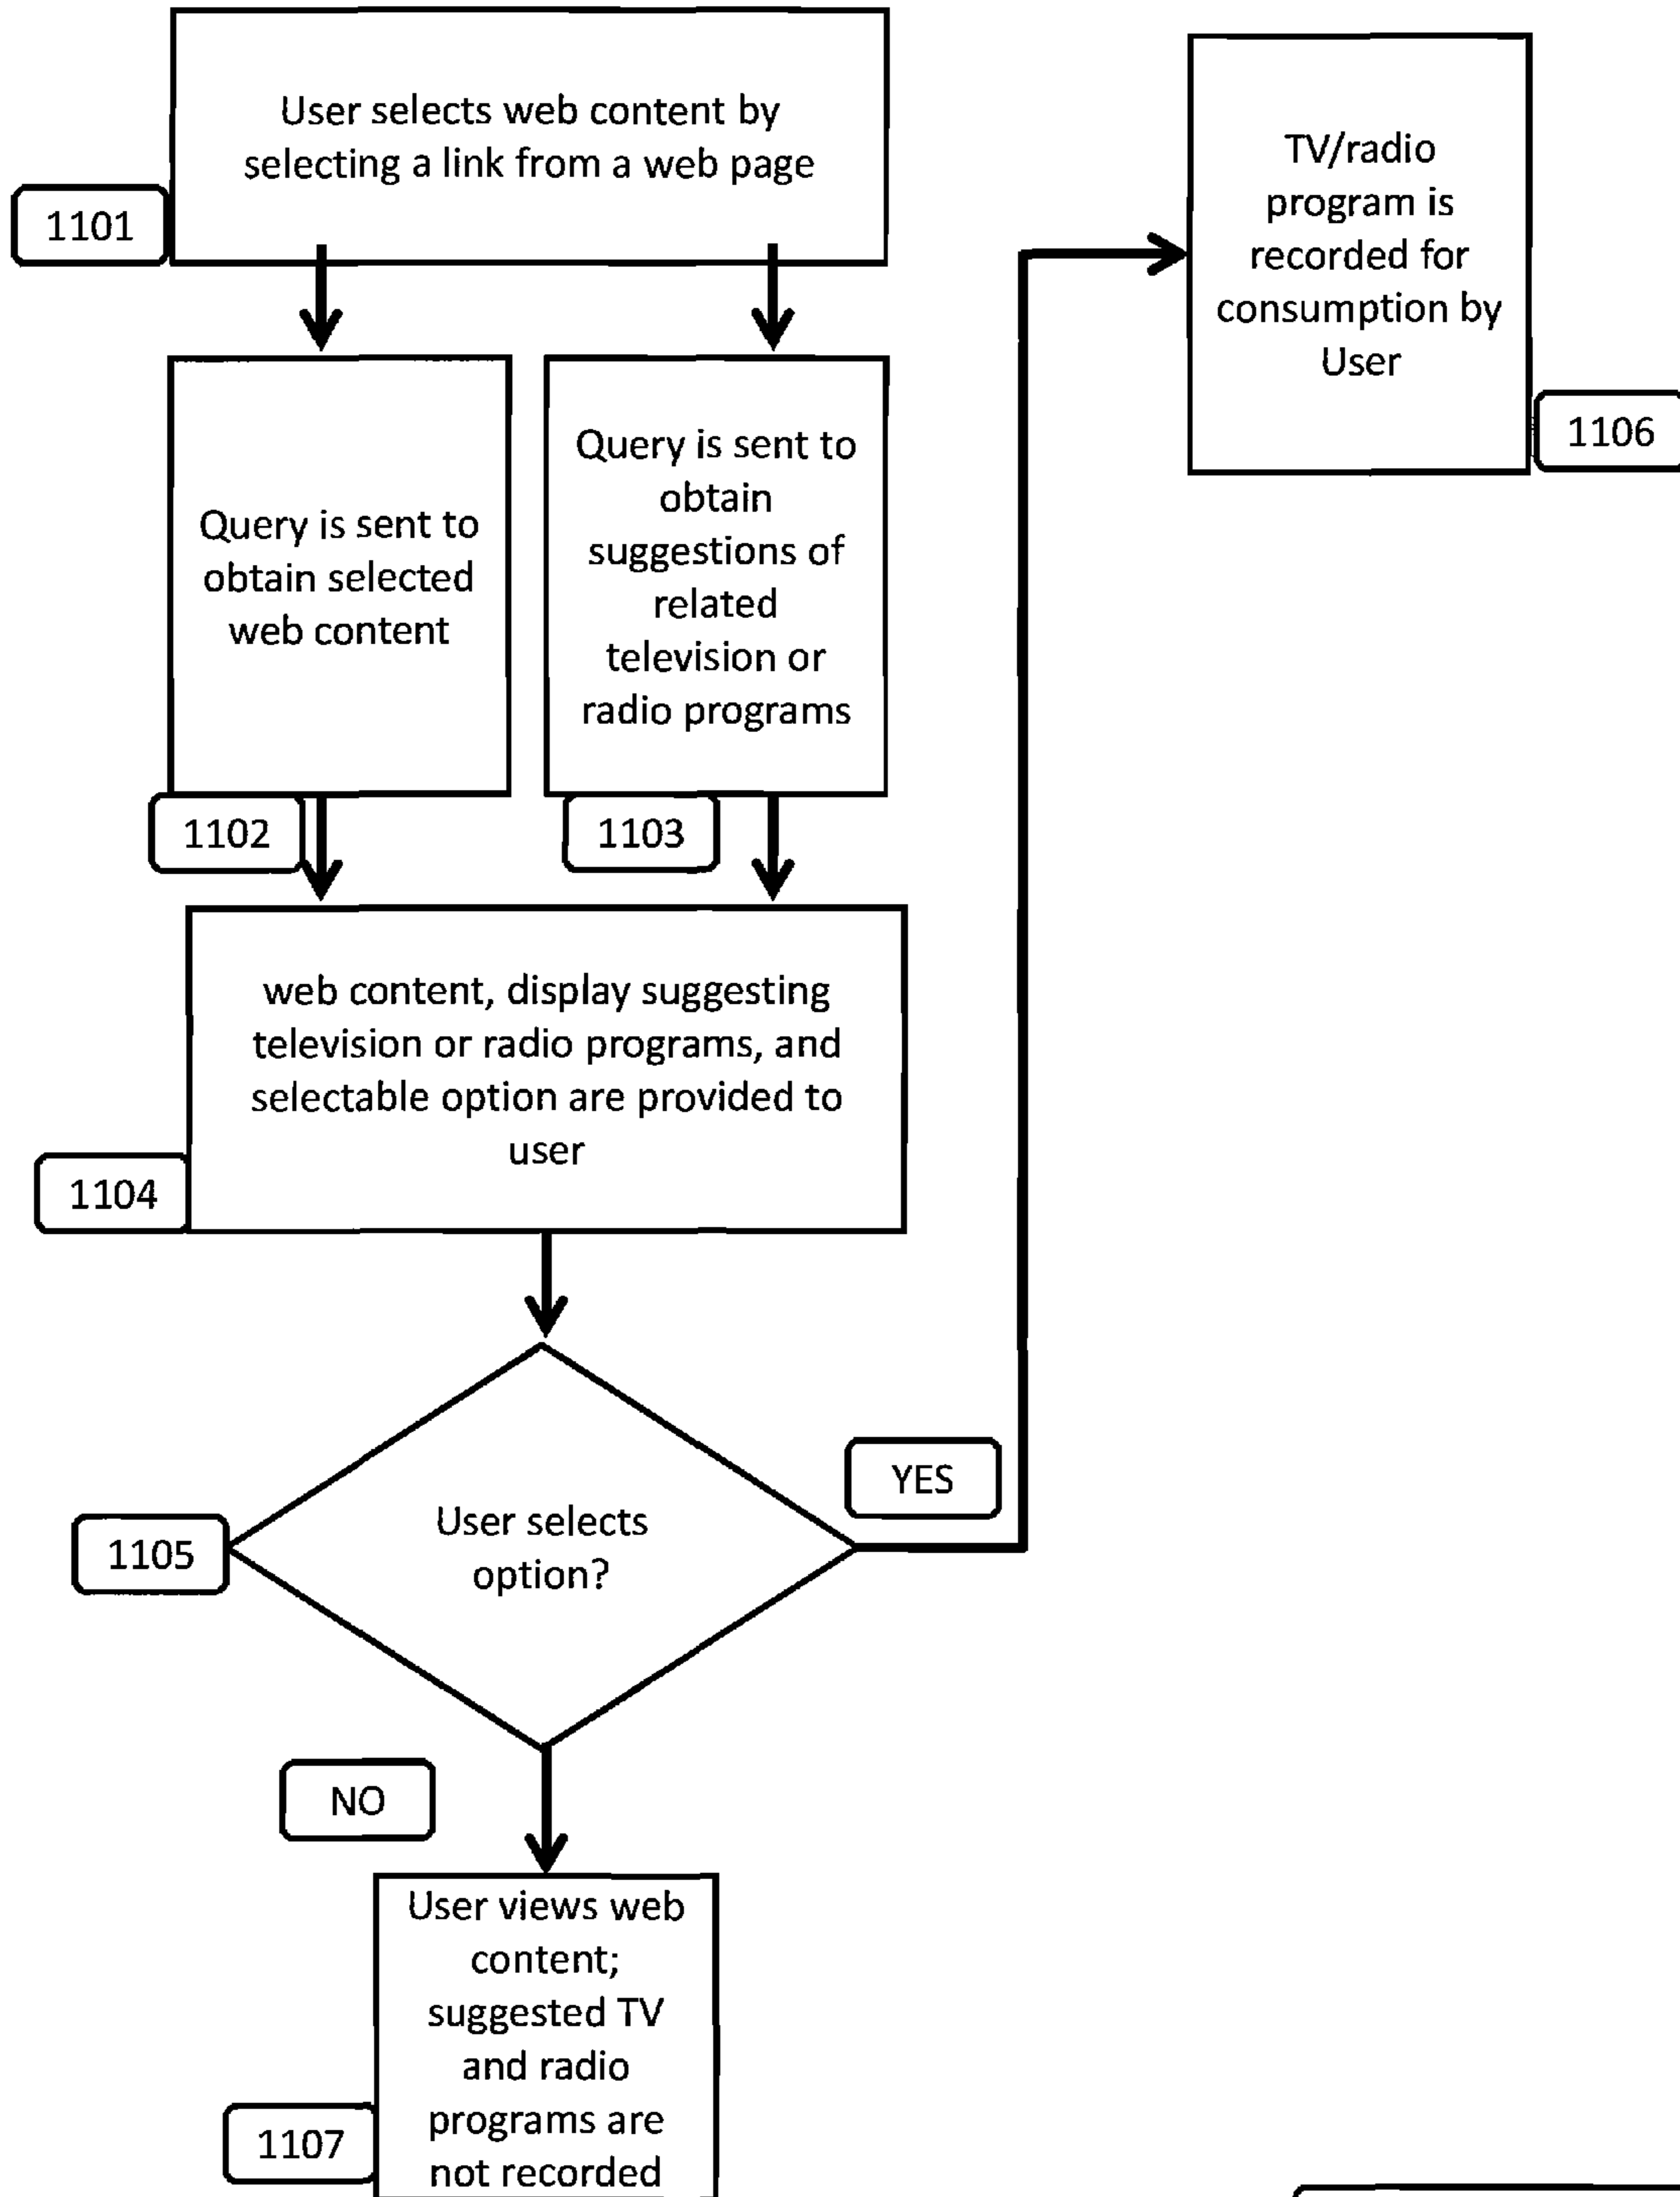 User selects web content by
selecting a link from a web page
1101
TV/radio
program is
recorded for
consumption by
User
1106
Query is sent to
obtain selected
web content
1102
Query is sent to
obtain
suggestions of
related
television or
radio programs
1103
web content, display suggesting
television or radio programs, and
selectable option are provided to
user
1104
User selects
option?
1105
YES
NO
User views web
content;
suggested TV
and radio
programs are
not recorded
1107